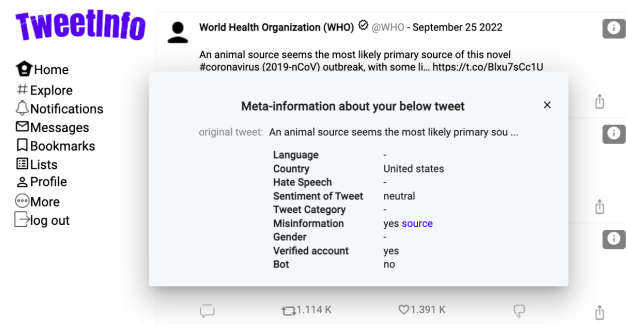 TweetInfo
Home
Explore
Notifications
Messages
Bookmarks
Lists
Profile
More
log out
World Health Organization (WHO) @WHO - September 25 2022
An animal source seems the most likely primary source of this novel
#coronavirus (2019-nCoV) outbreak, with some li... https://t.co/Blxu7sCc1U
Meta-information about your below tweet ×
original tweet: An animal source seems the most likely primary sou ...
Language -
Country United states
Hate Speech -
Sentiment of Tweet neutral
Tweet Category -
Misinformation yes source
Gender -
Verified account yes
Bot no
1.114 K 1.391 K